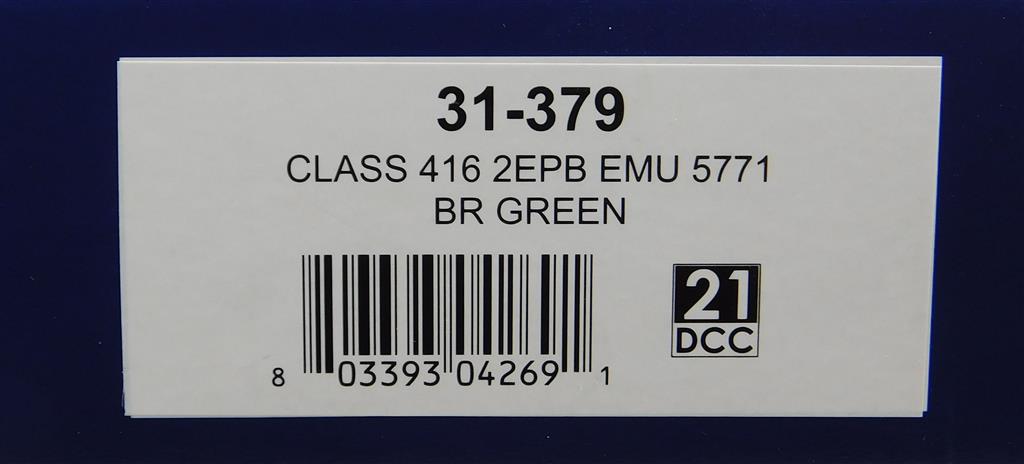 31-379
CLASS 416 2EPB EMU 5771
BR GREEN
21
DCC
8 03393 04269 1